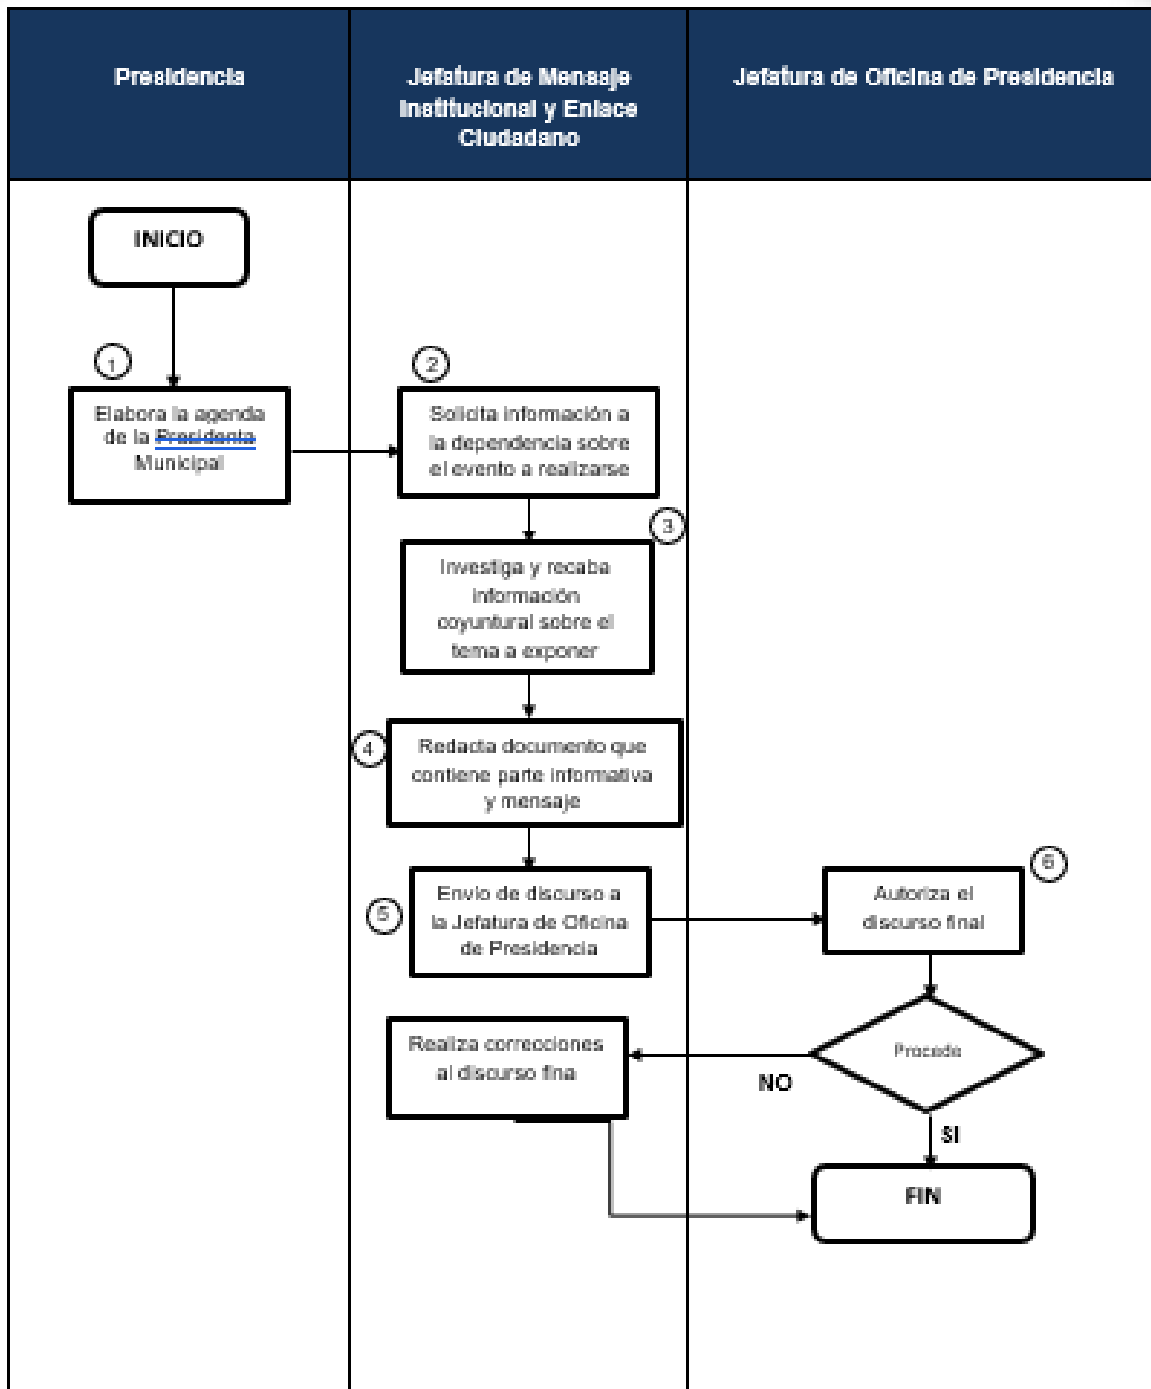 Presidencia
Jefatura de Mensaje
Institucional y Enlace
Ciudadano
Jefatura de Oficina de Presidencia
INICIO
1
Elabora la agenda
de la Presidenta
Municipal
2
Solicita información a
la dependencia sobre
el evento a realizarse
3
Investiga y recaba
información
coyuntural sobre el
tema a exponer
4
Redacta documento que
contiene parte informativa
y mensaje
5
Envío de discurso a
la Jefatura de Oficina
de Presidencia
6
Autoriza el
discurso final
Procede
NO
Realiza correcciones
al discurso fina
SI
FIN